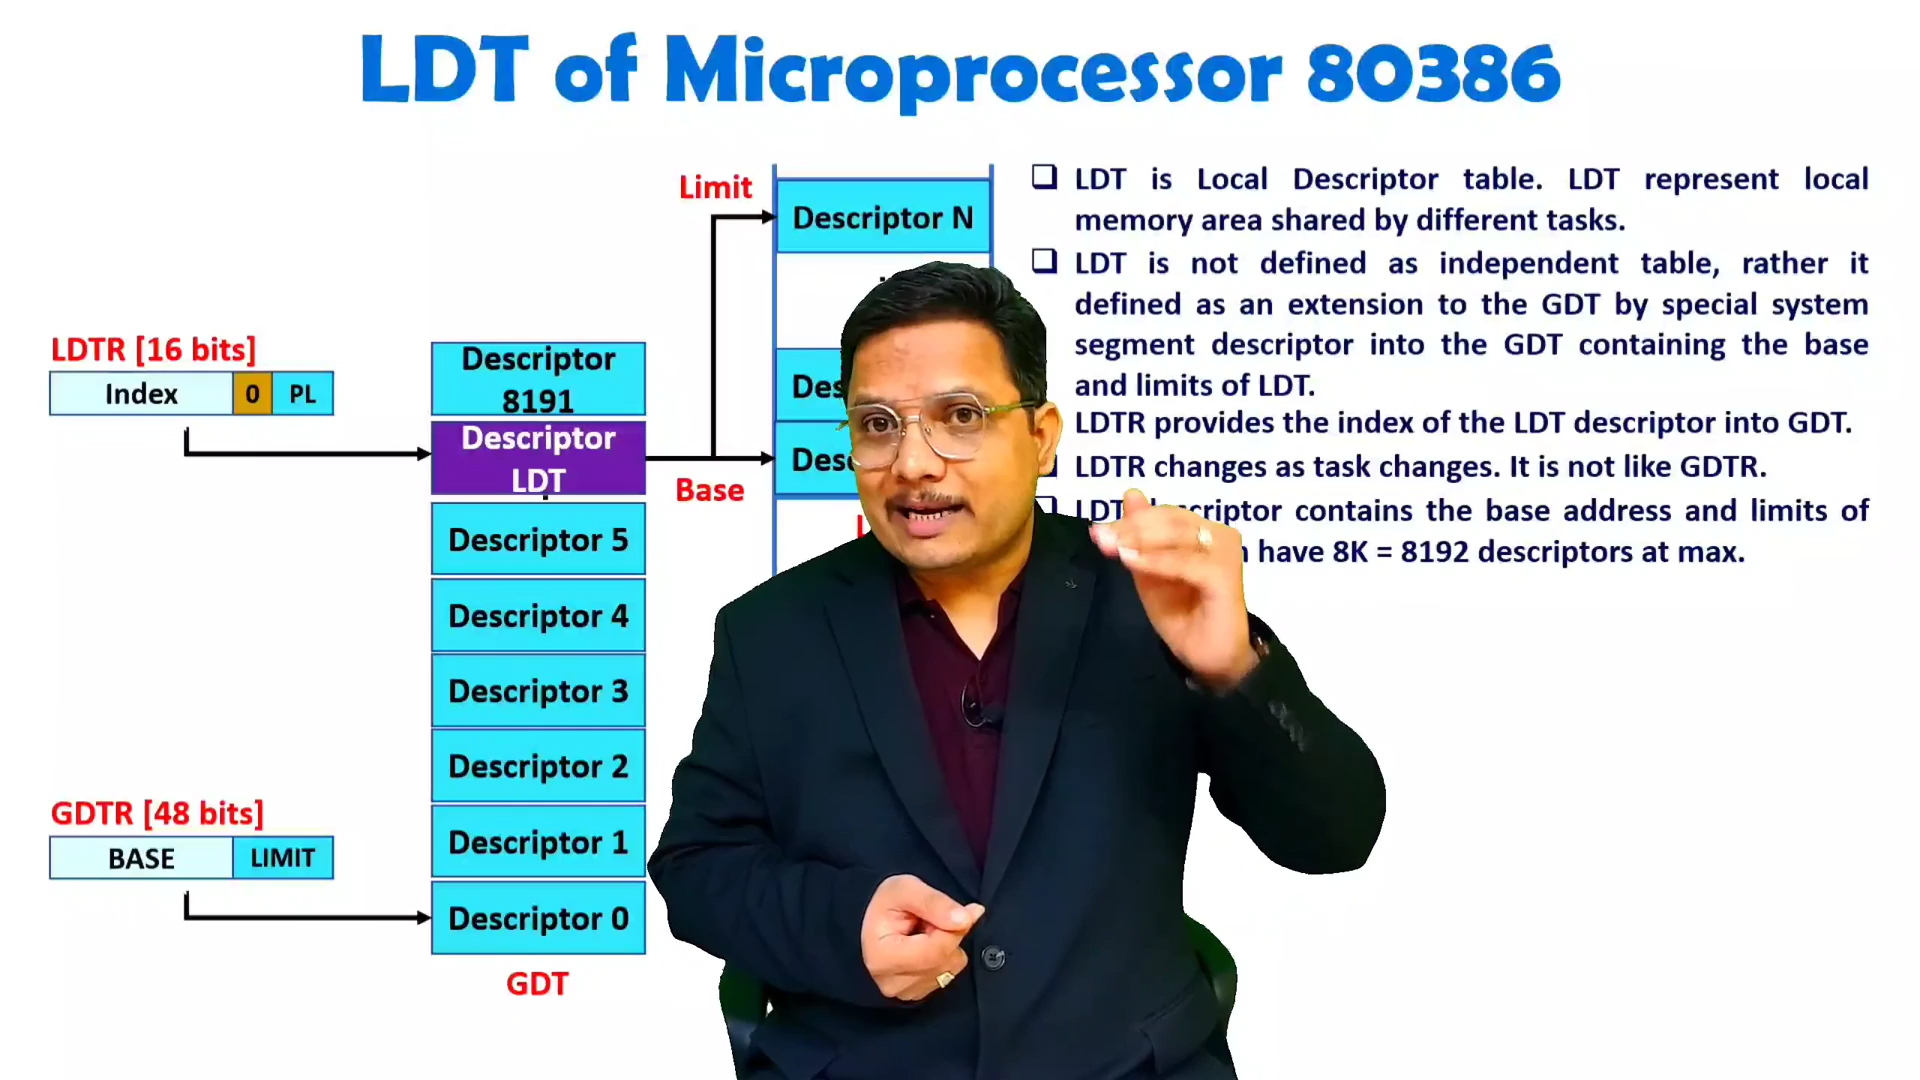 LDT of Microprocessor 80386
LDTR [16 bits]
Index 0 PL
GDTR [48 bits]
BASE LIMIT
Descriptor
8191
Descriptor
LDT
Descriptor 5
Descriptor 4
Descriptor 3
Descriptor 2
Descriptor 1
Descriptor 0
GDT
Limit
Base
Descriptor N
❑ LDT is Local Descriptor table. LDT represent local
memory area shared by different tasks.
❑ LDT is not defined as independent table, rather it
defined as an extension to the GDT by special system
segment descriptor into the GDT containing the base
and limits of LDT.
LDTR provides the index of the LDT descriptor into GDT.
LDTR changes as task changes. It is not like GDTR.
LDT descriptor contains the base address and limits of
have 8K = 8192 descriptors at max.